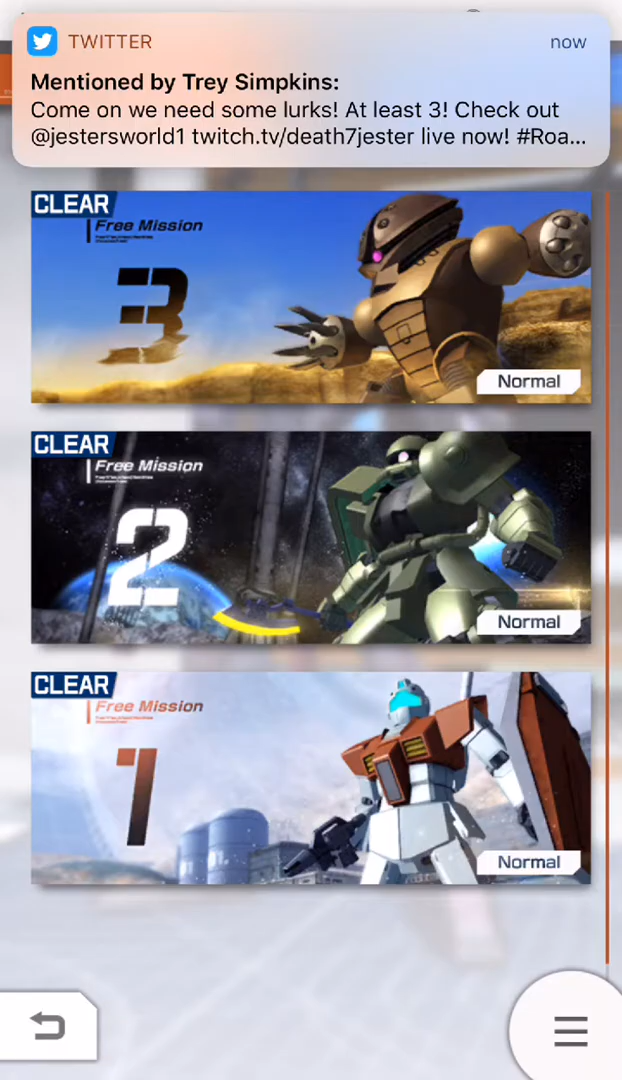 TWITTER
now
Mentioned by Trey Simpkins:
Come on we need some lurks! At least 3! Check out
@jestersworld1 twitch.tv/death7jester live now! #Roa...
CLEAR
Free Mission
3
Normal
CLEAR
Free Mission
2
Normal
CLEAR
Free Mission
1
Normal